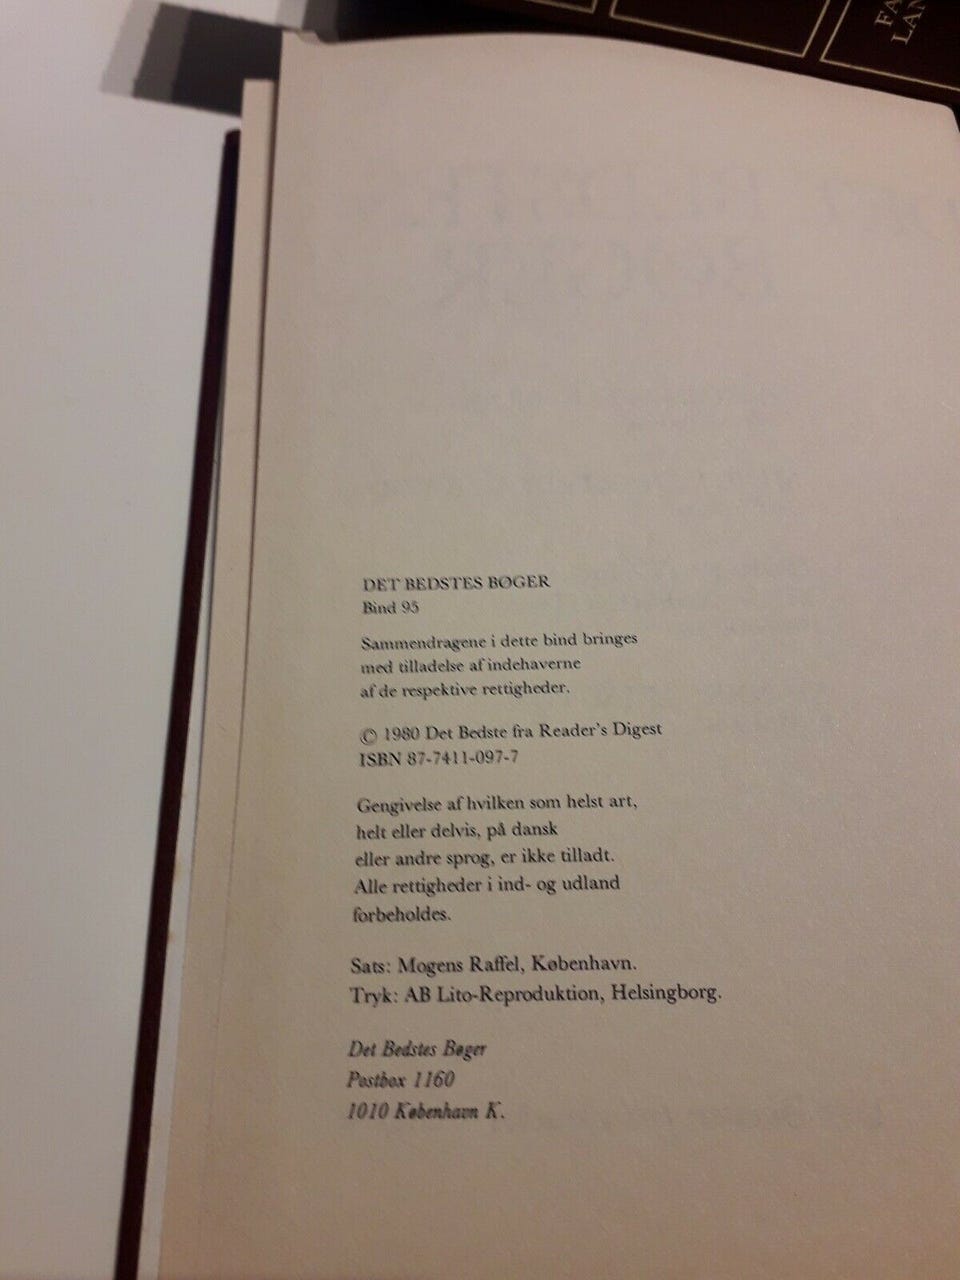 DET BEDSTES BØGER
Bind 95
Sammendragene i dette bind bringes
med tilladelse af indehaverne
af de respektive rettigheder.
© 1980 Det Bedste fra Reader's Digest
ISBN 87-7411-097-7
Gengivelse af hvilken som helst art,
helt eller delvis, på dansk
eller andre sprog, er ikke tilladt.
Alle rettigheder i ind- og udland
forbeholdes.
Sats: Mogens Raffel, København.
Tryk: AB Lito-Reproduktion, Helsingborg.
Det Bedstes Bøger
Postbox 1160
1010 København K.